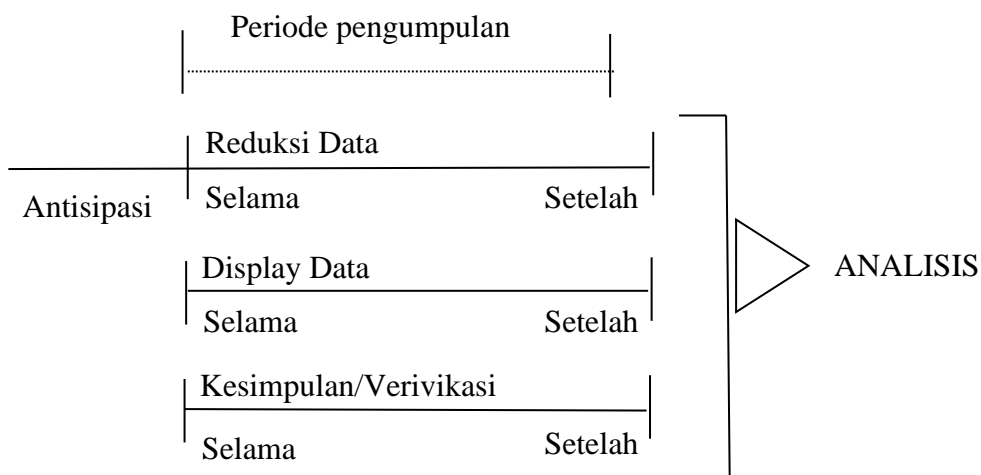 Periode pengumpulan
Reduksi Data
Antisipasi
Selama
Setelah
Display Data
ANALISIS
Selama
Setelah
Kesimpulan/Verivikasi
Selama
Setelah